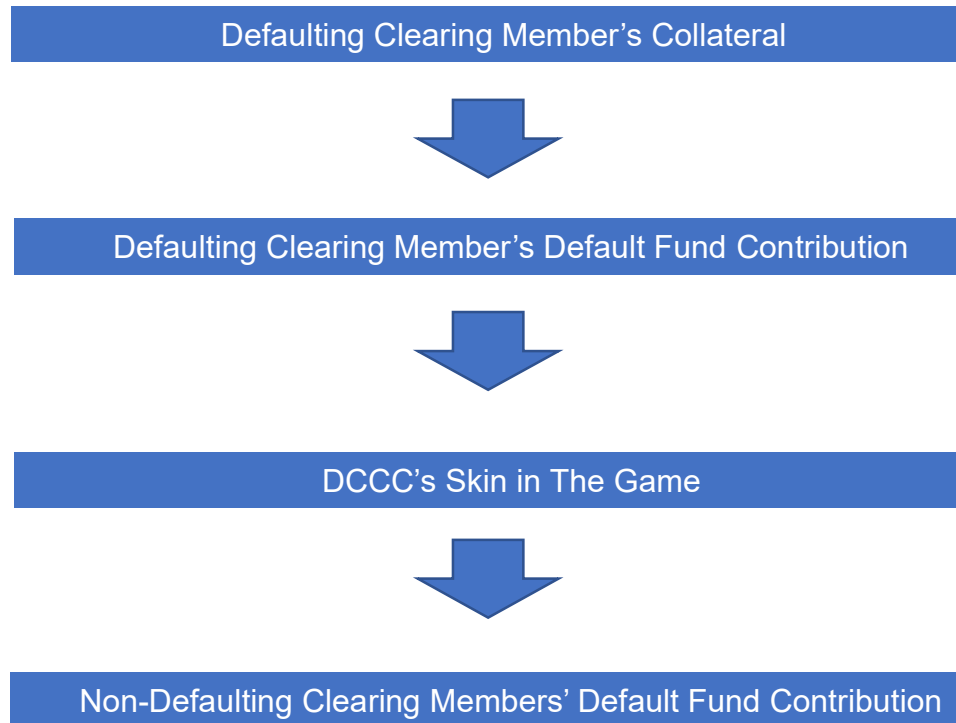 Defaulting Clearing Member’s Collateral
Defaulting Clearing Member’s Default Fund Contribution
DCCC’s Skin in The Game
Non-Defaulting Clearing Members’ Default Fund Contribution